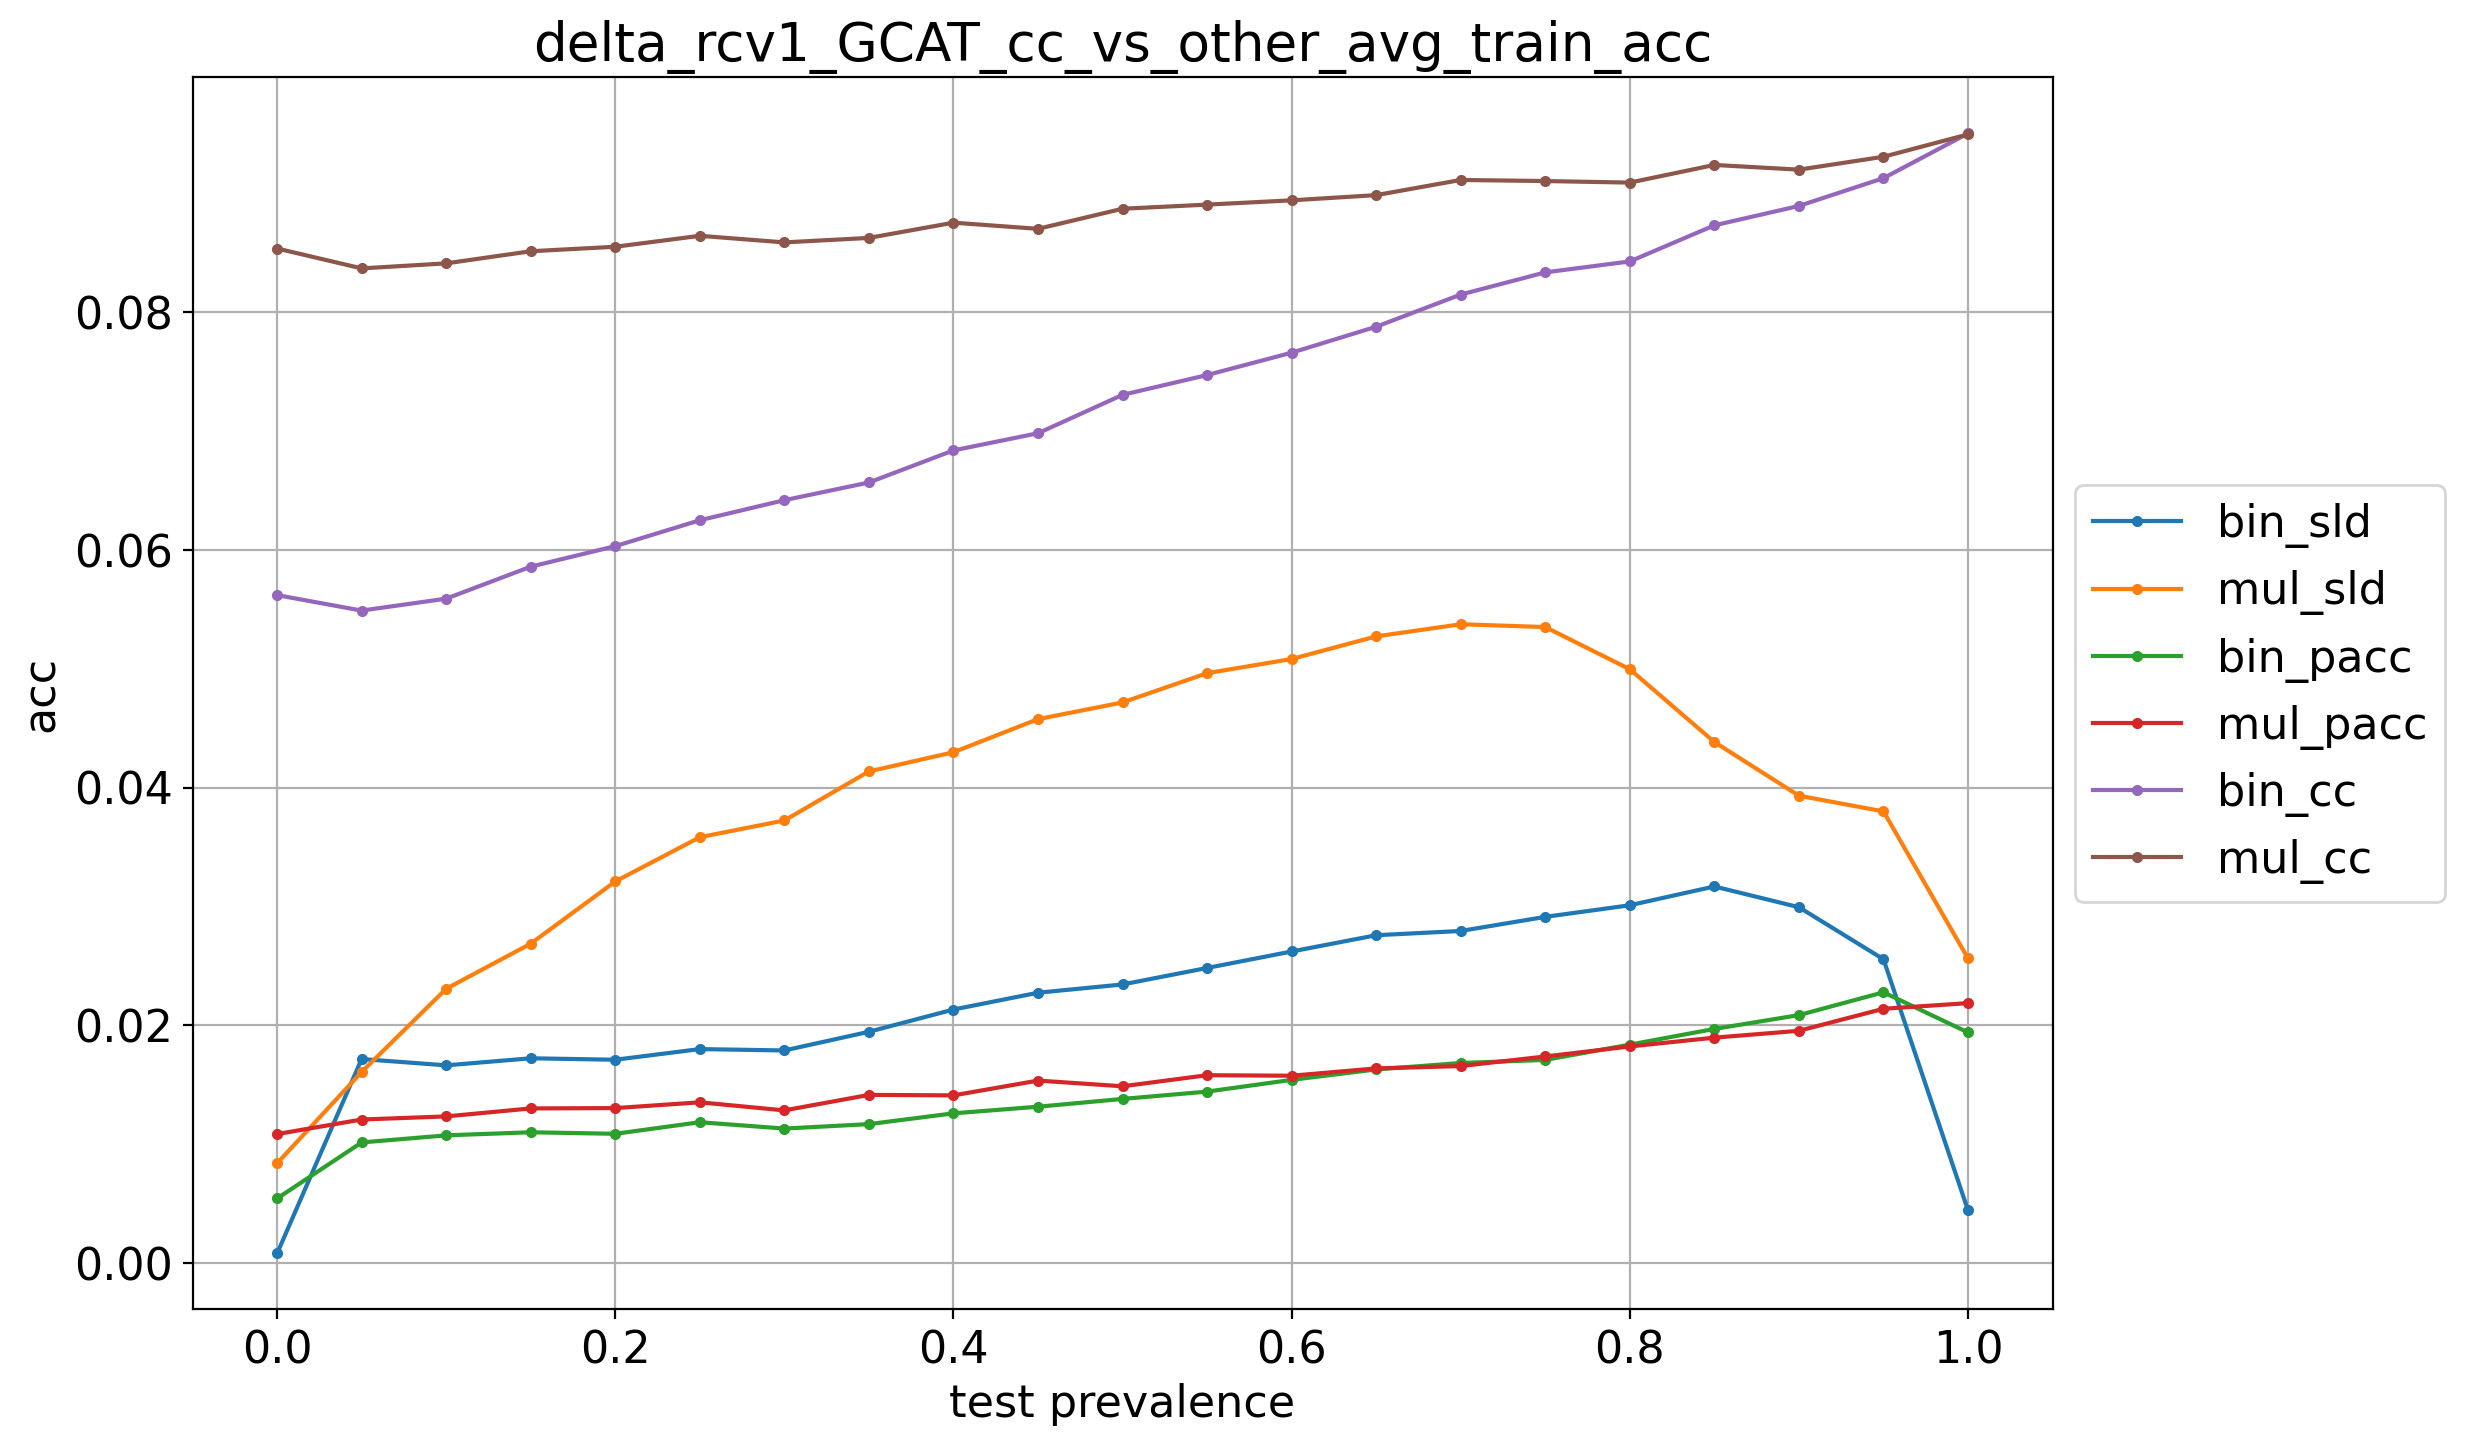 delta_rcv1_GCAT_cc_vs_other_avg_train_acc
acc
0.08
0.06
0.04
0.02
0.00
0.0 0.2 0.4 0.6 0.8 1.0
test prevalence
bin_sld
mul_sld
bin_pacc
mul_pacc
bin_cc
mul_cc